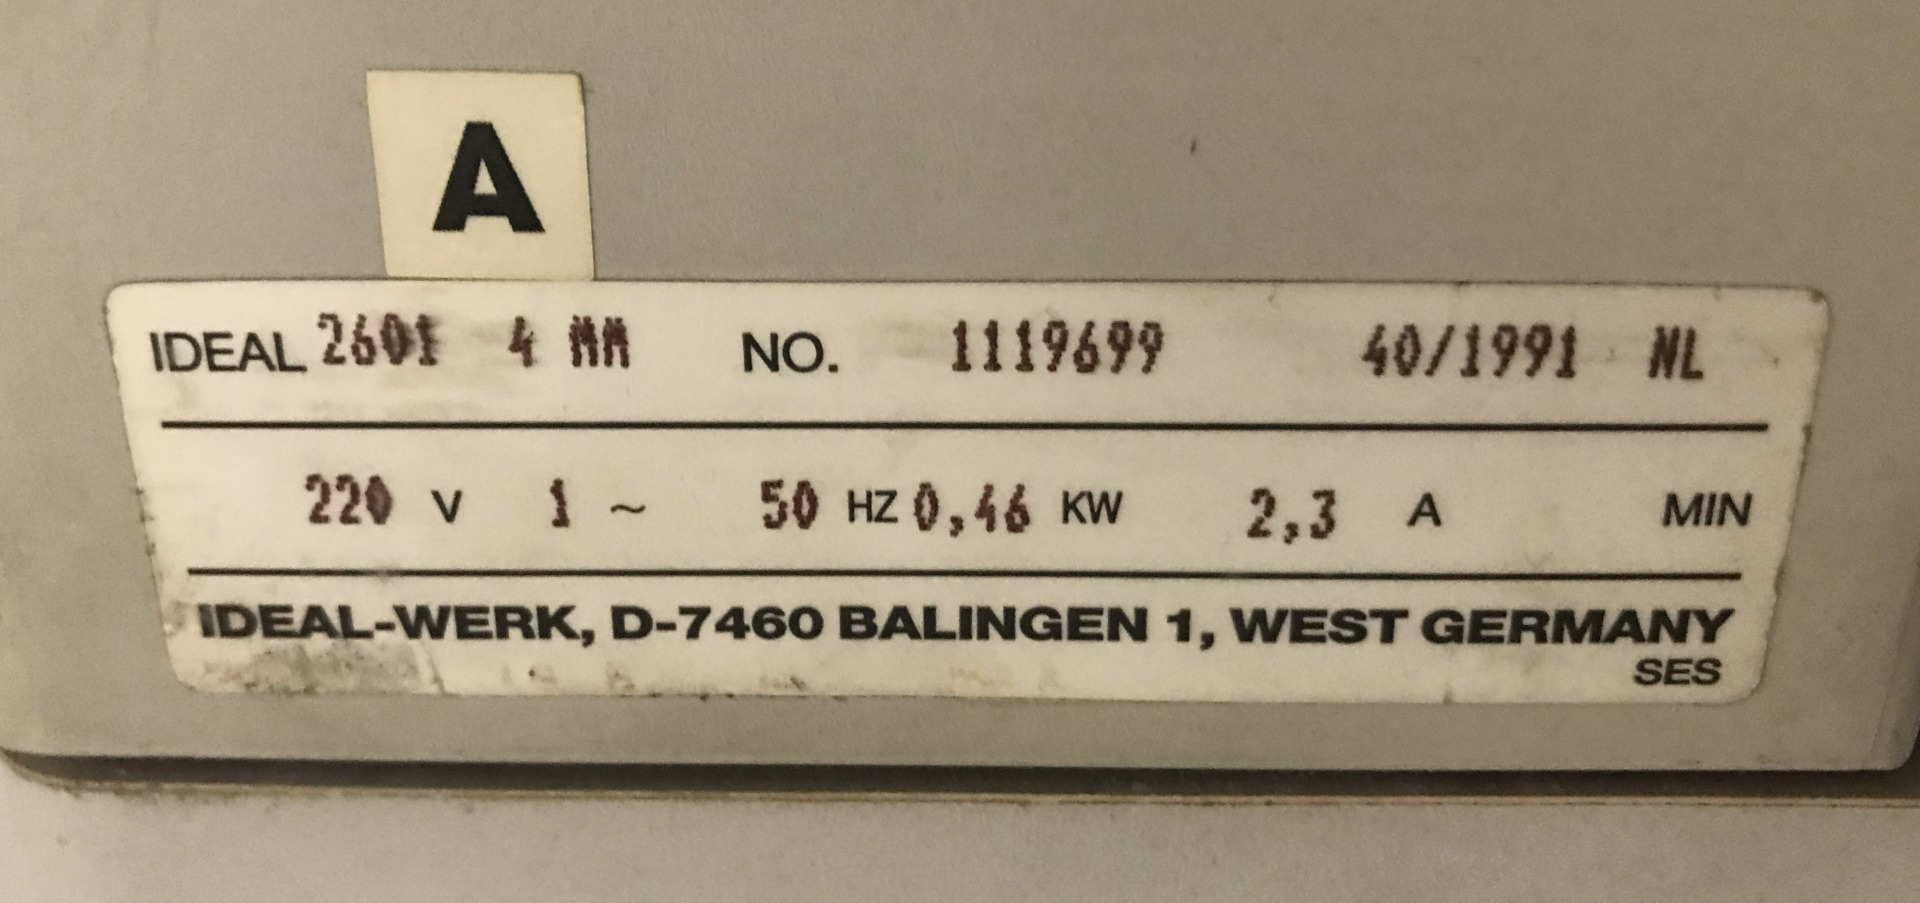 A
IDEAL 2601 4 MM NO. 1119699 40/1991 NL
220 V 1 ~ 50 HZ 0,46 KW 2,3 A MIN
IDEAL-WERK, D-7460 BALINGEN 1, WEST GERMANY
SES